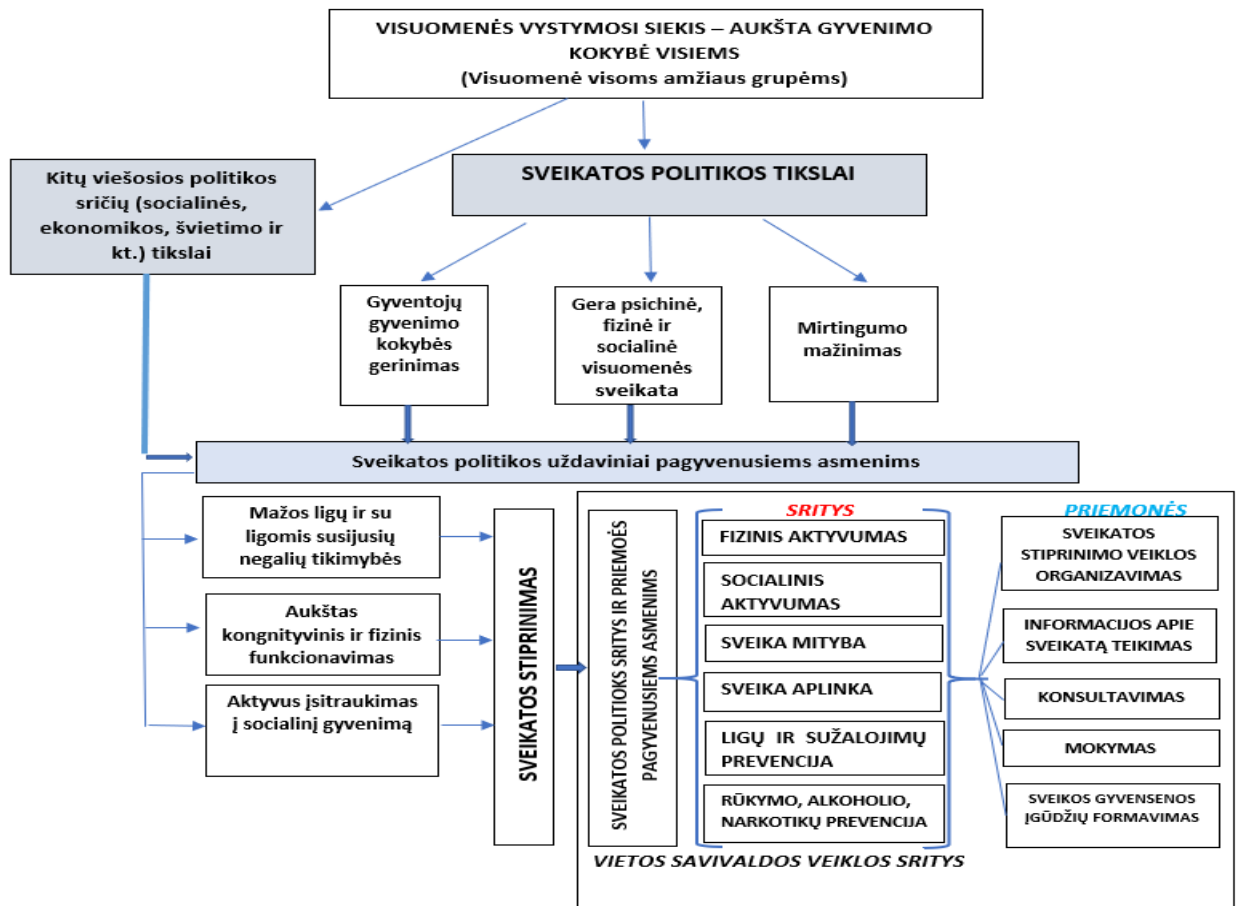 VISUOMENĖS VYSTYMOSI SIEKIS – AUKŠTA GYVENIMO
KOKYBĖ VISIEMS
(Visuomenė visoms amžiaus grupėms)
Kitų viešosios politikos
sričių (socialinės,
ekonomikos, švietimo ir
kt.) tikslai
SVEIKATOS POLITIKOS TIKSLAI
Gyventojų
gyvenimo
kokybės
gerinimas
Gera psichinė,
fizinė ir
socialinė
visuomenės
sveikata
Mirtingumo
mažinimas
Sveikatos politikos uždaviniai pagyvenusiems asmenims
Mažos ligų ir su
ligomis susijusių
negalių tikimybės
Aukštas
kongnityvinis ir fizinis
funkcionavimas
Aktyvus įsitraukimas
į socialinį gyvenimą
SVEIKATOS STIPRINIMAS
SVEIKATOS POLITIOKS SRITYS IR PRIEMOĖS
PAGYVENUSIEMS ASMENIMS
SRITYS
FIZINIS AKTYVUMAS
SOCIALINIS
AKTYVUMAS
SVEIKA MITYBA
SVEIKA APLINKA
LIGŲ IR SUŽALOJIMŲ
PREVENCIJA
RŪKYMO, ALKOHOLIO,
NARKOTIKŲ PREVENCIJA
PRIEMONĖS
SVEIKATOS
STIPRINIMO VEIKLOS
ORGANIZAVIMAS
INFORMACIJOS APIE
SVEIKATĄ TEIKIMAS
KONSULTAVIMAS
MOKYMAS
SVEIKOS GYVENSENOS
ĮGŪDŽIŲ FORMAVIMAS
VIETOS SAVIVALDOS VEIKLOS SRITYS